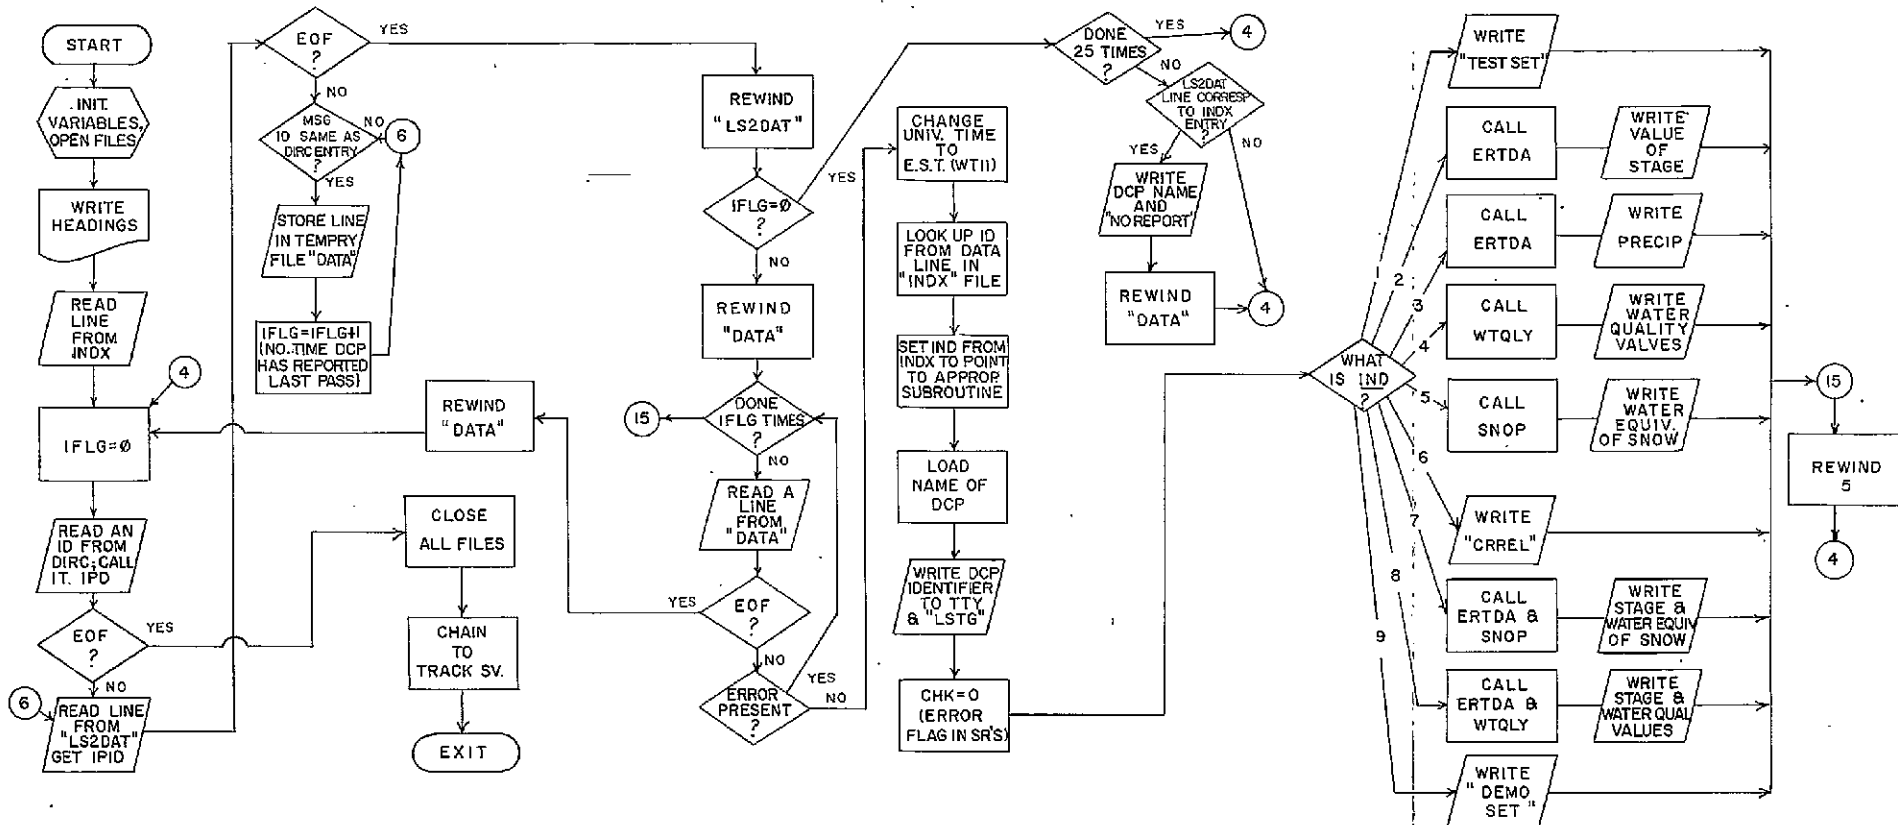 START
INIT.
VARIABLES,
OPEN FILES
WRITE
HEADINGS
READ
LINE
FROM
INDX
4
IFLG=Ø
READ AN
ID FROM
DIRC; CALL
IT. IPD
EOF
?
YES
NO
6
READ LINE
FROM
"LS2DAT"
GET IPID
EOF
?
YES
NO
MSG
ID SAME AS
DIRC ENTRY
?
NO
6
YES
STORE LINE
IN TEMPRY
FILE "DATA"
IFLG=IFLG+1
(NO. TIME DCP
HAS REPORTED
LAST PASS)
REWIND
"DATA"
CLOSE
ALL FILES
CHAIN
TO
TRACK SV.
EXIT
REWIND
"LS2DAT"
IFLG=Ø
?
YES
NO
REWIND
"DATA"
DONE
IFLG TIMES
?
15
NO
READ A
LINE
FROM
"DATA"
EOF
?
YES
NO
ERROR
PRESENT
?
YES
NO
CHANGE
UNIV. TIME
TO
E.S.T. (WT11)
LOOK UP ID
FROM DATA
LINE IN
"INDX" FILE
SET IND FROM
INDX TO POINT
TO APPROP.
SUBROUTINE
LOAD
NAME OF
DCP
WRITE DCP
IDENTIFIER
TO TTY
& "LSTG"
CHK=0
(ERROR
FLAG IN SR'S)
DONE
25 TIMES
?
YES
4
NO
LS2DAT
LINE CORRESP
TO INDX
ENTRY
?
YES
NO
WRITE
DCP NAME
AND
"NO REPORT"
REWIND
"DATA"
4
WHAT
IS IND
?
1
2
3
4
5
6
7
8
9
WRITE
"TEST SET"
CALL
ERTDA
WRITE
VALUE
OF
STAGE
CALL
ERTDA
WRITE
PRECIP
CALL
WTQLY
WRITE
WATER
QUALITY
VALVES
CALL
SNOP
WRITE
WATER
EQUIV.
OF SNOW
WRITE
"CRREL"
CALL
ERTDA &
SNOP
WRITE
STAGE &
WATER EQUIV
OF SNOW
CALL
ERTDA &
WTQLY
WRITE
STAGE &
WATER QUAL
VALUES
WRITE
"DEMO
SET"
15
REWIND
5
4